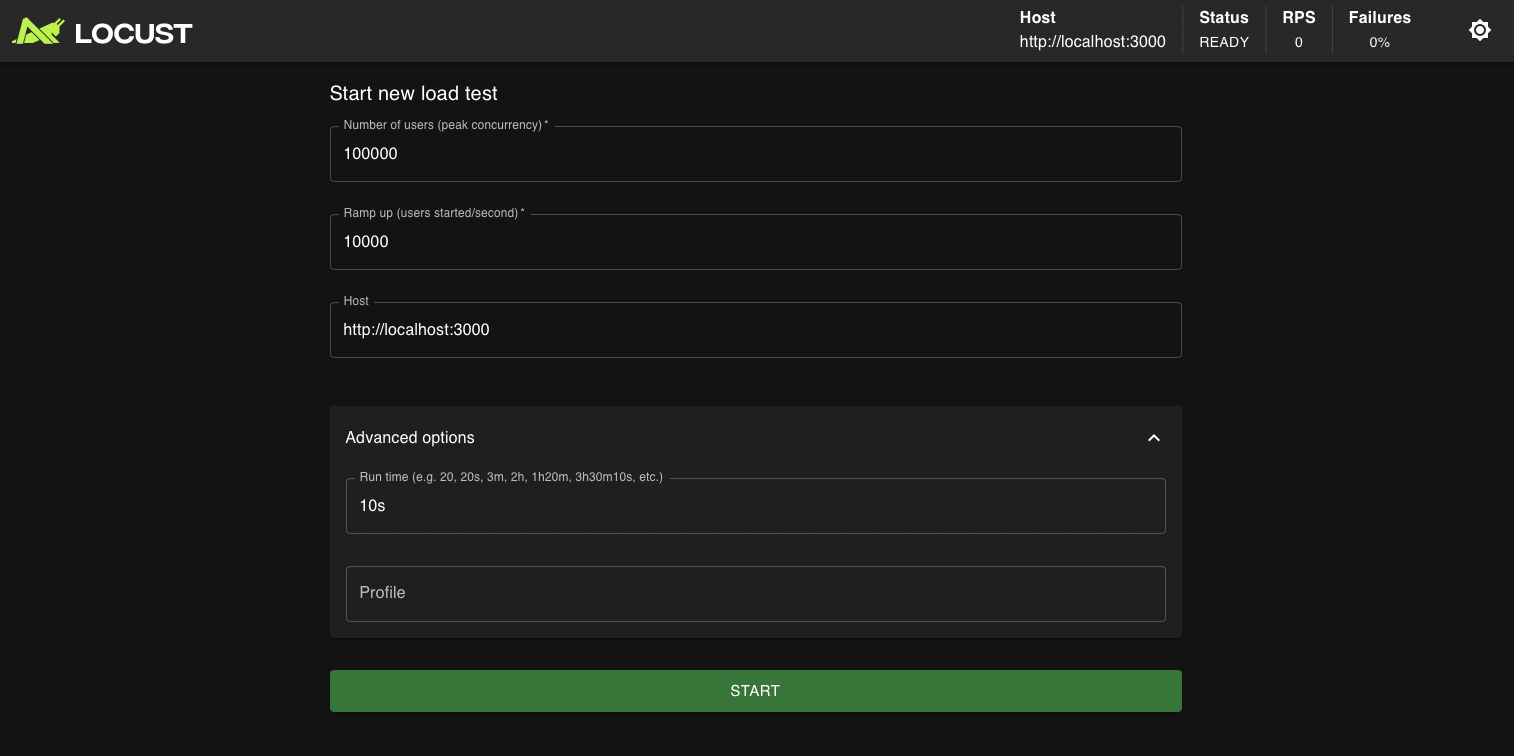 LOCUST
Host
http://localhost:3000
Status
READY
RPS
0
Failures
0%
Start new load test
Number of users (peak concurrency) *
100000
Ramp up (users started/second) *
10000
Host
http://localhost:3000
Advanced options
Run time (e.g. 20, 20s, 3m, 2h, 1h20m, 3h30m10s, etc.)
10s
Profile
START